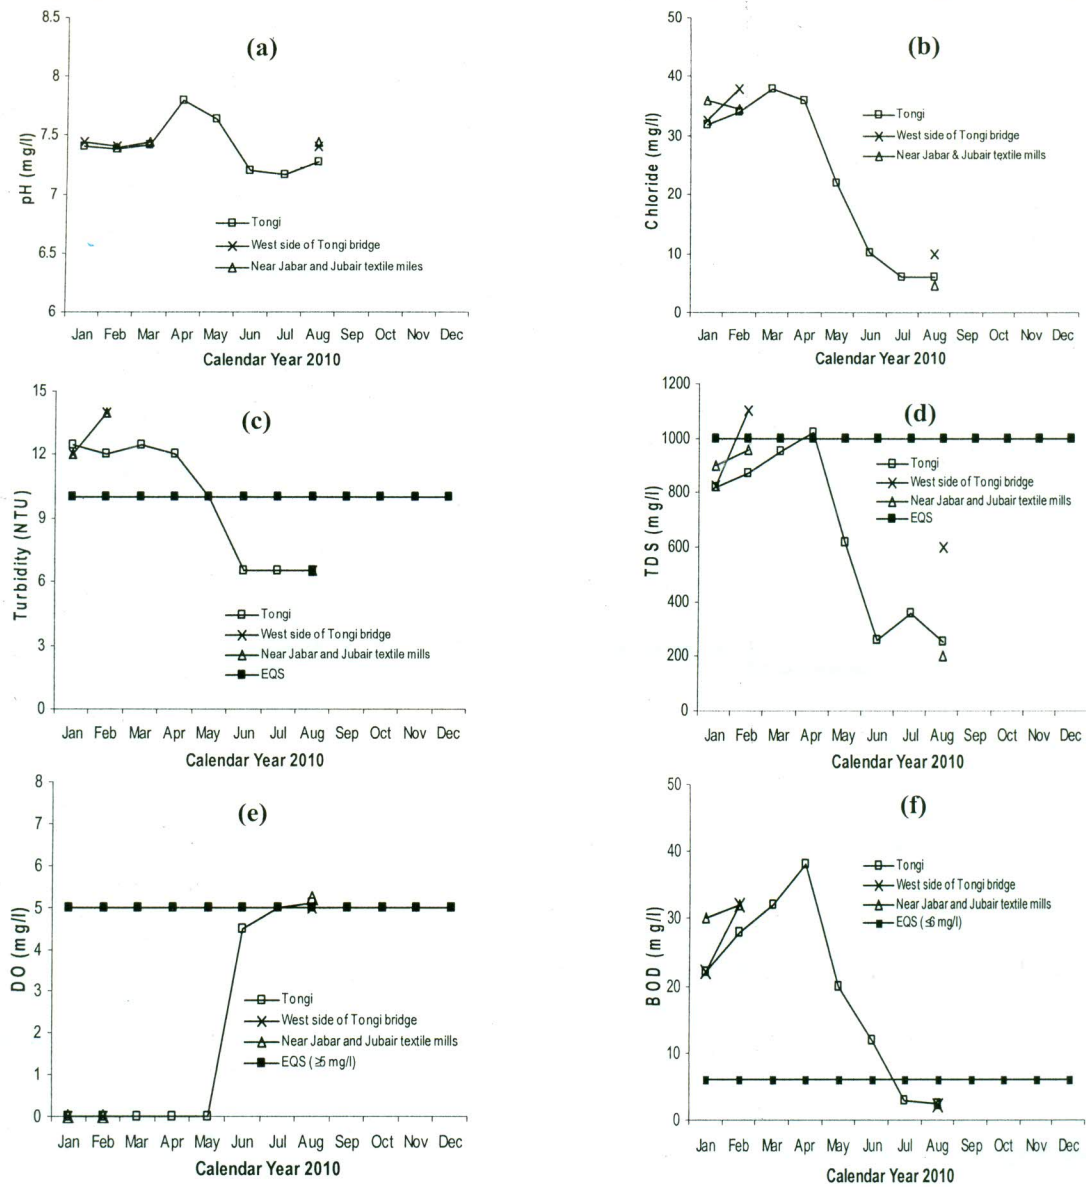 (a)
8.5
8
7.5
7
6.5
6
pH (mg/l)
Tongi
West side of Tongi bridge
Near Jabar and Jubair textile miles
Jan Feb Mar Apr May Jun Jul Aug Sep Oct Nov Dec
Calendar Year 2010
(b)
50
40
30
20
10
0
Chloride (mg/l)
Tongi
West side of Tongi bridge
Near Jabar & Jubair textile mills
Jan Feb Mar Apr May Jun Jul Aug Sep Oct Nov Dec
Calendar Year 2010
(c)
15
12
9
6
3
0
Turbidity (NTU)
Tongi
West side of Tongi bridge
Near Jabar and Jubair textile mills
EQS
Jan Feb Mar Apr May Jun Jul Aug Sep Oct Nov Dec
Calendar Year 2010
(d)
1200
1000
800
600
400
200
0
TDS (mg/l)
Tongi
West side of Tongi bridge
Near Jabar and Jubair textile mills
EQS
Jan Feb Mar Apr May Jun Jul Aug Sep Oct Nov Dec
Calendar Year 2010
(e)
8
7
6
5
4
3
2
1
0
DO (mg/l)
Tongi
West side of Tongi bridge
Near Jabar and Jubair textile mills
EQS (≥5 mg/l)
Jan Feb Mar Apr May Jun Jul Aug Sep Oct Nov Dec
Calendar Year 2010
(f)
50
40
30
20
10
0
BOD (mg/l)
Tongi
West side of Tongi bridge
Near Jabar and Jubair textile mills
EQS (≤6 mg/l)
Jan Feb Mar Apr May Jun Jul Aug Sep Oct Nov Dec
Calendar Year 2010